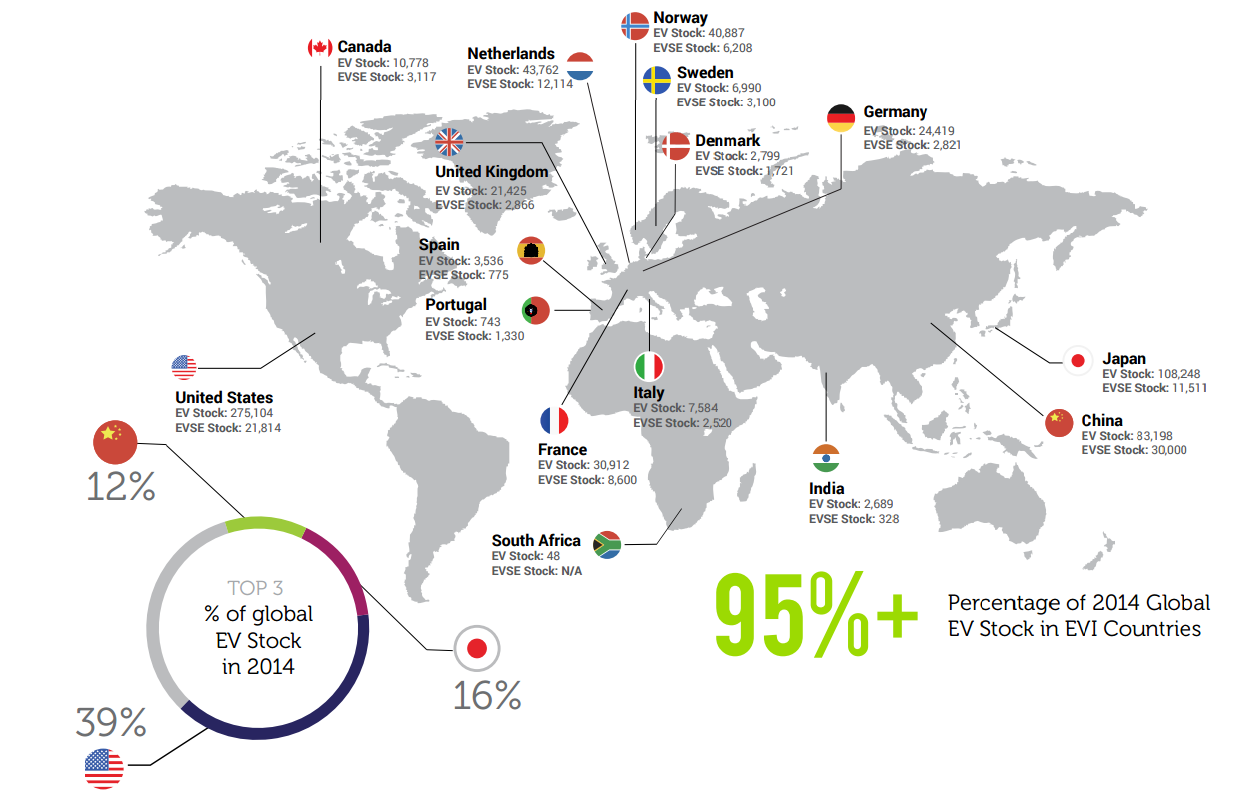 Norway
EV Stock: 40,887
EVSE Stock: 6,208
Canada
EV Stock: 10,778
EVSE Stock: 3,117
Netherlands
EV Stock: 43,762
EVSE Stock: 12,114
Sweden
EV Stock: 6,990
EVSE Stock: 3,100
Germany
EV Stock: 24,419
EVSE Stock: 2,821
Denmark
EV Stock: 2,799
EVSE Stock: 1,721
United Kingdom
EV Stock: 21,425
EVSE Stock: 2,866
Spain
EV Stock: 3,536
EVSE Stock: 775
Portugal
EV Stock: 743
EVSE Stock: 1,330
Japan
EV Stock: 108,248
EVSE Stock: 11,511
United States
EV Stock: 275,104
EVSE Stock: 21,814
Italy
EV Stock: 7,584
EVSE Stock: 2,520
China
EV Stock: 83,198
EVSE Stock: 30,000
France
EV Stock: 30,912
EVSE Stock: 8,600
India
EV Stock: 2,689
EVSE Stock: 328
South Africa
EV Stock: 48
EVSE Stock: N/A
12%
TOP 3
% of global
EV Stock
in 2014
16%
39%
95%+
Percentage of 2014 Global
EV Stock in EVI Countries